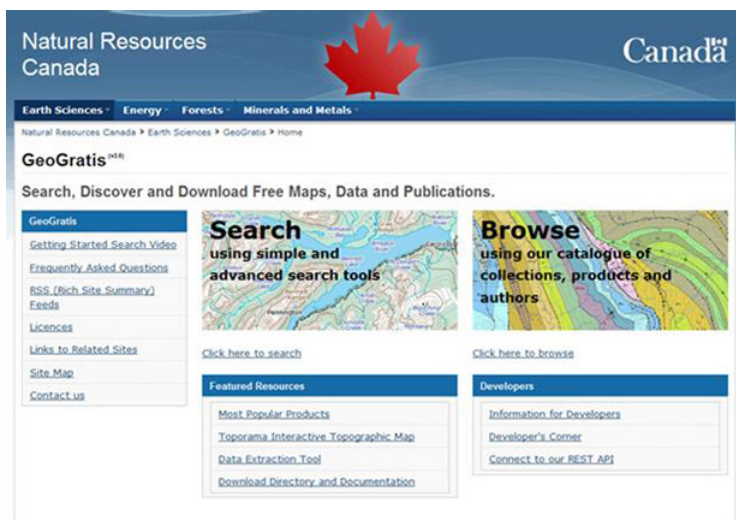 Natural Resources
Canada
Canada
Earth Sciences
Energy
Forests
Minerals and Metals
Natural Resources Canada > Earth Sciences > GeoGratis > Home
GeoGratis
Search, Discover and Download Free Maps, Data and Publications.
GeoGratis
Getting Started Search Video
Frequently Asked Questions
RSS (Rich Site Summary)
Feeds
Licences
Links to Related Sites
Site Map
Contact us
Search
using simple and
advanced search tools
Click here to search
Browse
using our catalogue of
collections, products and
authors
Click here to browse
Featured Resources
Most Popular Products
Toporama Interactive Topographic Map
Data Extraction Tool
Download Directory and Documentation
Developers
Information for Developers
Developer's Corner
Connect to our REST API